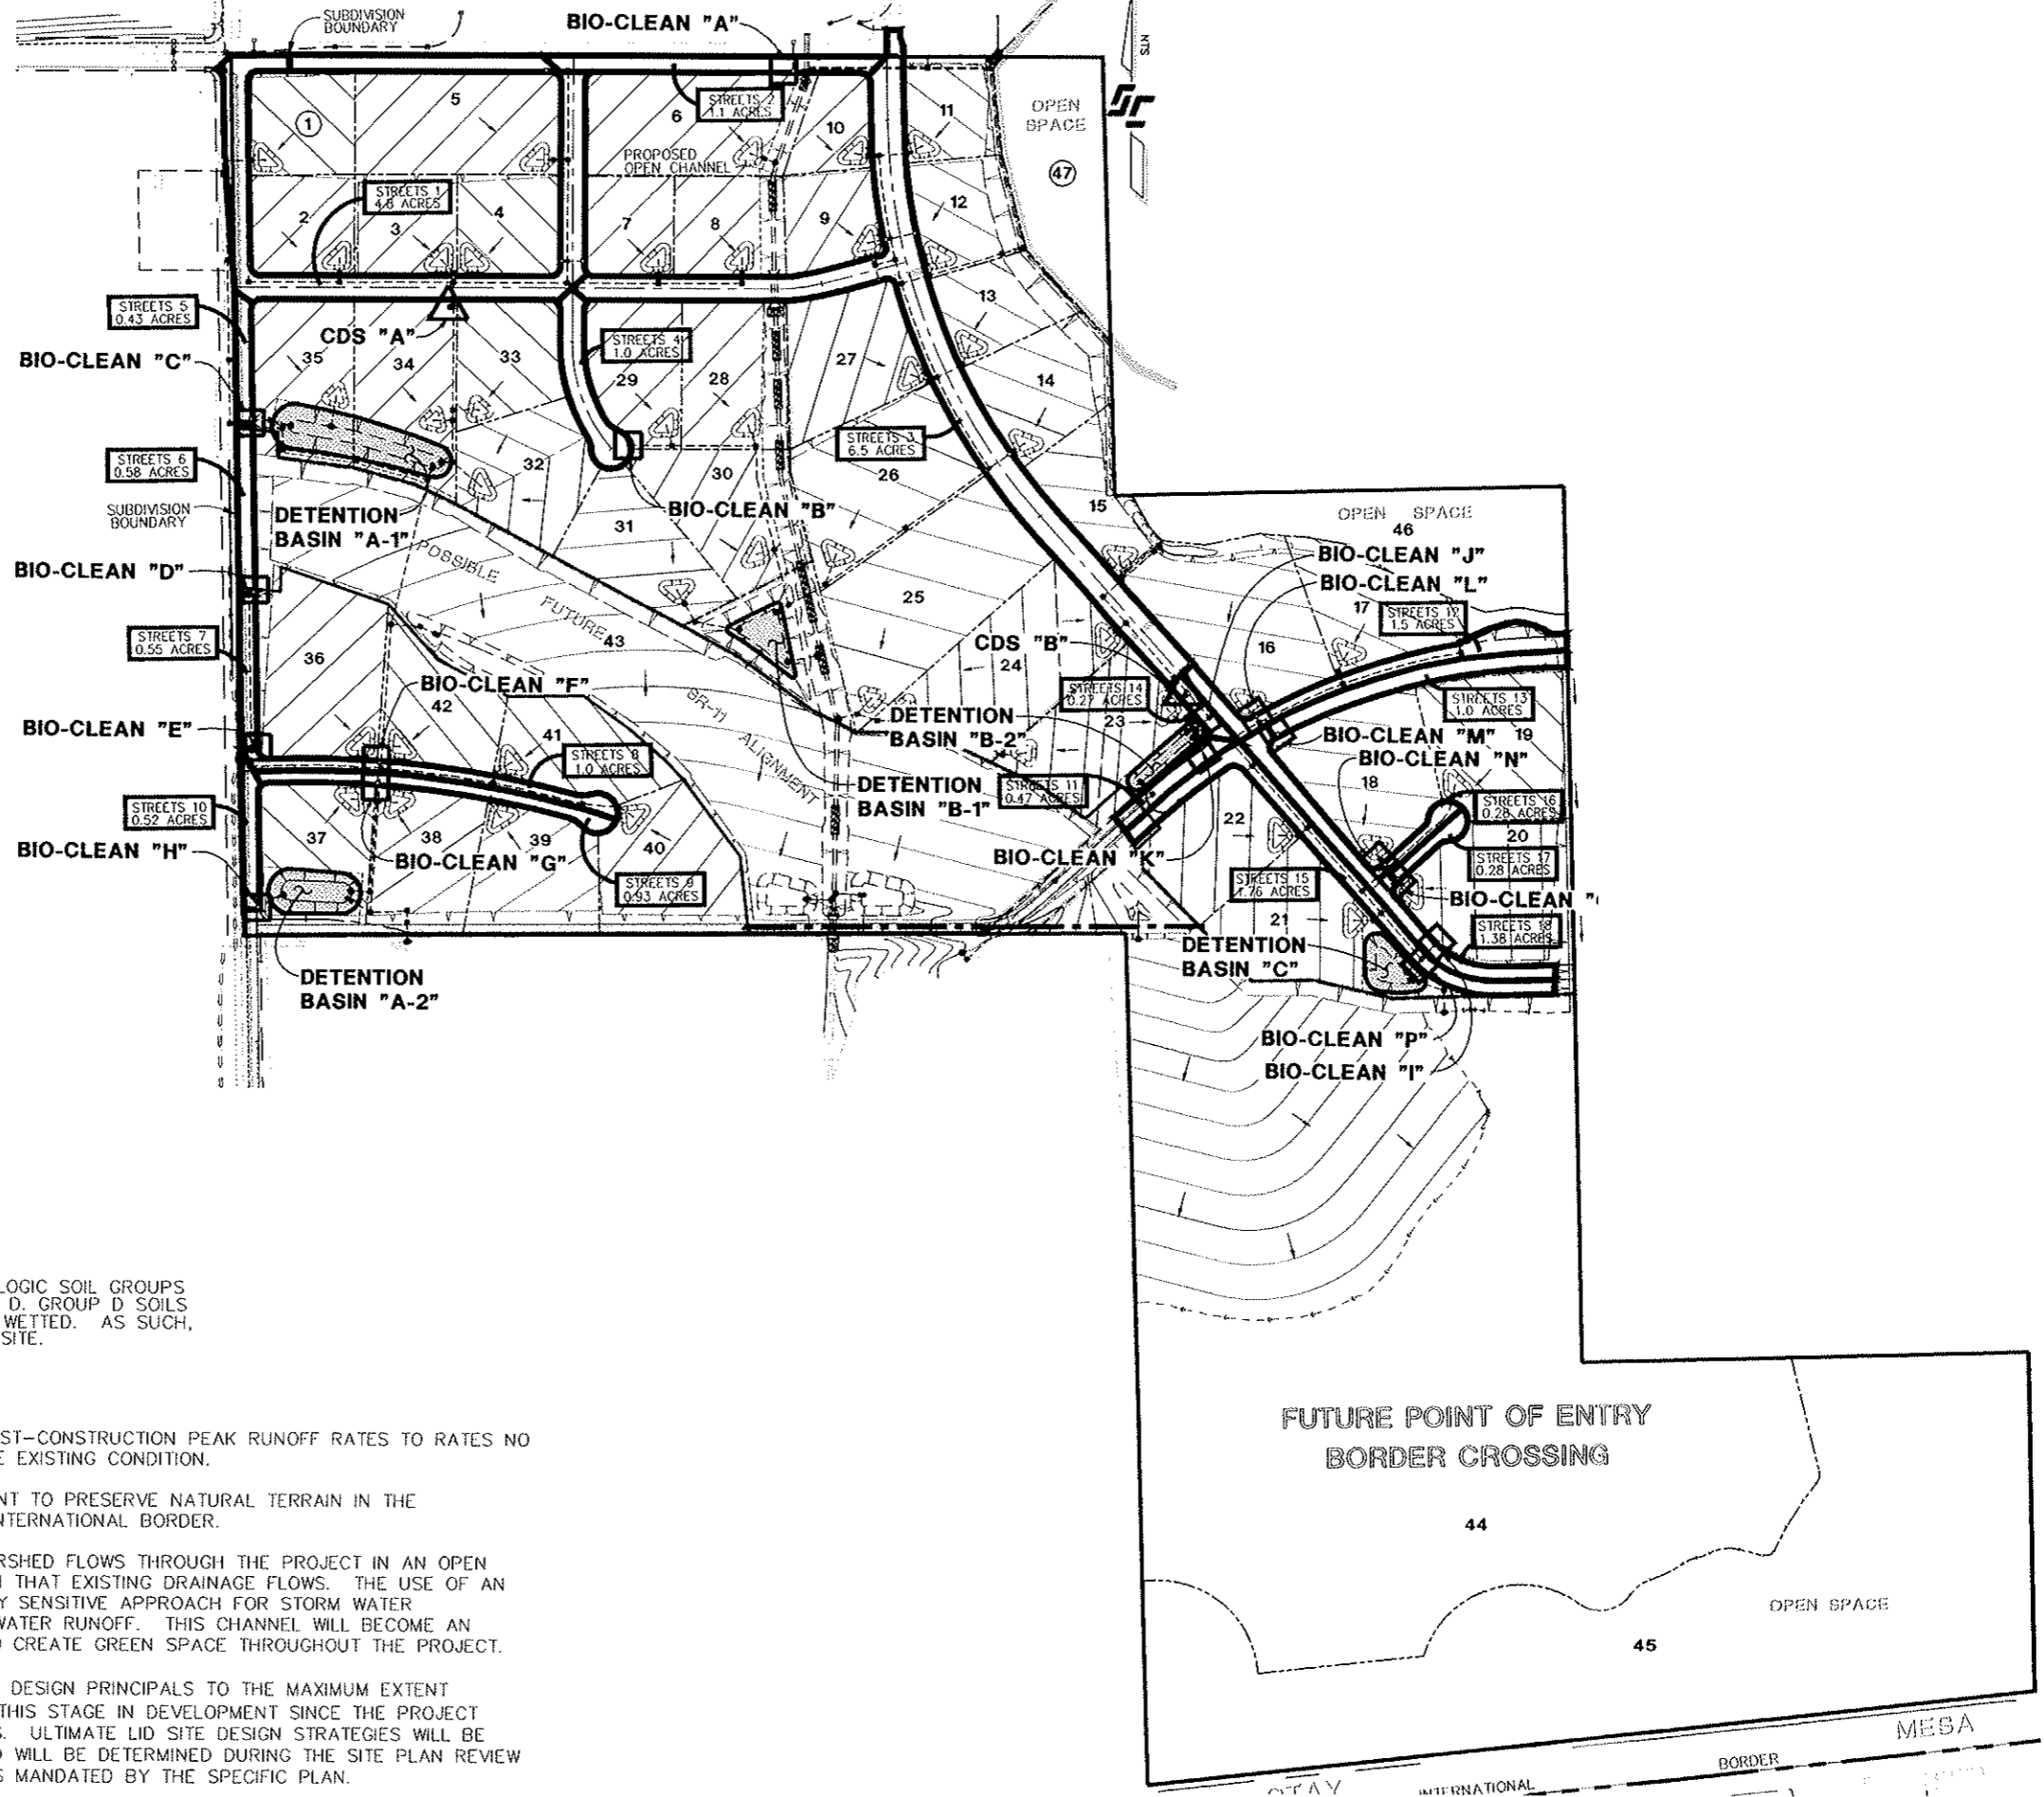 SUBDIVISION
BOUNDARY
BIO-CLEAN "A"
NTS
5
1
STREETS 2
1.1 ACRES
6
10
11
OPEN
SPACE
47
PROPOSED
OPEN CHANNEL
STREETS 1
4.8 ACRES
2
3
4
7
8
9
12
13
STREETS 5
0.43 ACRES
CDS "A"
BIO-CLEAN "C"
35
34
33
STREETS 4
1.0 ACRES
29
28
27
14
STREETS 3
6.5 ACRES
26
STREETS 6
0.58 ACRES
32
30
SUBDIVISION
BOUNDARY
DETENTION
BASIN "A-1"
31
BIO-CLEAN "B"
15
OPEN SPACE
46
BIO-CLEAN "D"
POSSIBLE
FUTURE
SR-11
ALIGNMENT
43
25
BIO-CLEAN "J"
BIO-CLEAN "L"
17
STREETS 12
1.5 ACRES
STREETS 7
0.55 ACRES
36
CDS "B"
24
16
BIO-CLEAN "F"
42
STREETS 14
0.27 ACRES
23
STREETS 13
1.0 ACRES
19
BIO-CLEAN "E"
41
STREETS 8
1.0 ACRES
DETENTION
BASIN "B-2"
BIO-CLEAN "M"
BIO-CLEAN "N"
18
DETENTION
BASIN "B-1"
STREETS 11
0.47 ACRES
STREETS 10
0.52 ACRES
22
STREETS 16
0.28 ACRES
20
37
38
39
40
BIO-CLEAN "H"
BIO-CLEAN "G"
BIO-CLEAN "K"
STREETS 17
0.28 ACRES
STREETS 9
0.93 ACRES
STREETS 15
1.76 ACRES
BIO-CLEAN "
21
STREETS 18
1.38 ACRES
DETENTION
BASIN "C"
DETENTION
BASIN "A-2"
BIO-CLEAN "P"
BIO-CLEAN "I"
LOGIC SOIL GROUPS
D. GROUP D SOILS
WETTED. AS SUCH,
SITE.
ST-CONSTRUCTION PEAK RUNOFF RATES TO RATES NO
E EXISTING CONDITION.
NT TO PRESERVE NATURAL TERRAIN IN THE
NTERNATIONAL BORDER.
RSHED FLOWS THROUGH THE PROJECT IN AN OPEN
THAT EXISTING DRAINAGE FLOWS. THE USE OF AN
Y SENSITIVE APPROACH FOR STORM WATER
WATER RUNOFF. THIS CHANNEL WILL BECOME AN
CREATE GREEN SPACE THROUGHOUT THE PROJECT.
DESIGN PRINCIPALS TO THE MAXIMUM EXTENT
THIS STAGE IN DEVELOPMENT SINCE THE PROJECT
S. ULTIMATE LID SITE DESIGN STRATEGIES WILL BE
WILL BE DETERMINED DURING THE SITE PLAN REVIEW
S MANDATED BY THE SPECIFIC PLAN.
FUTURE POINT OF ENTRY
BORDER CROSSING
44
OPEN SPACE
45
OTAY MESA
INTERNATIONAL BORDER